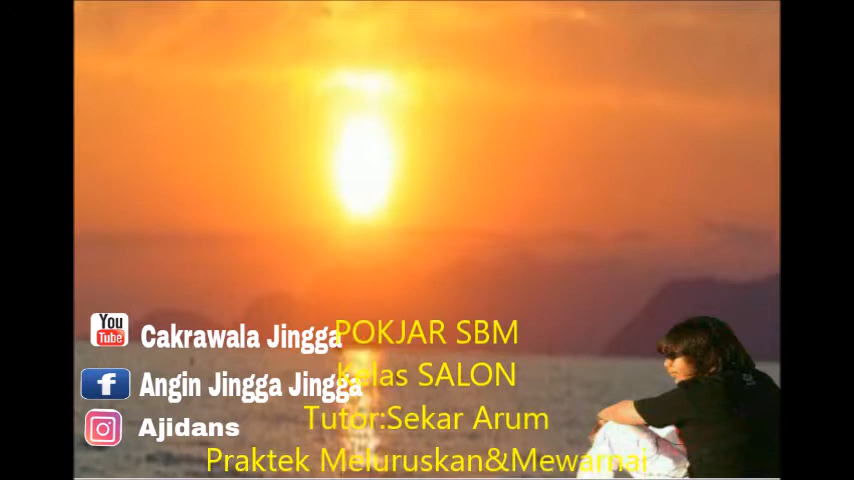 You
Tube
Cakrawala Jingga
f
Angin Jingga Jingga
Ajidans
POKJAR SBM
Kelas SALON
Tutor:Sekar Arum
Praktek Meluruskan&Mewarnai